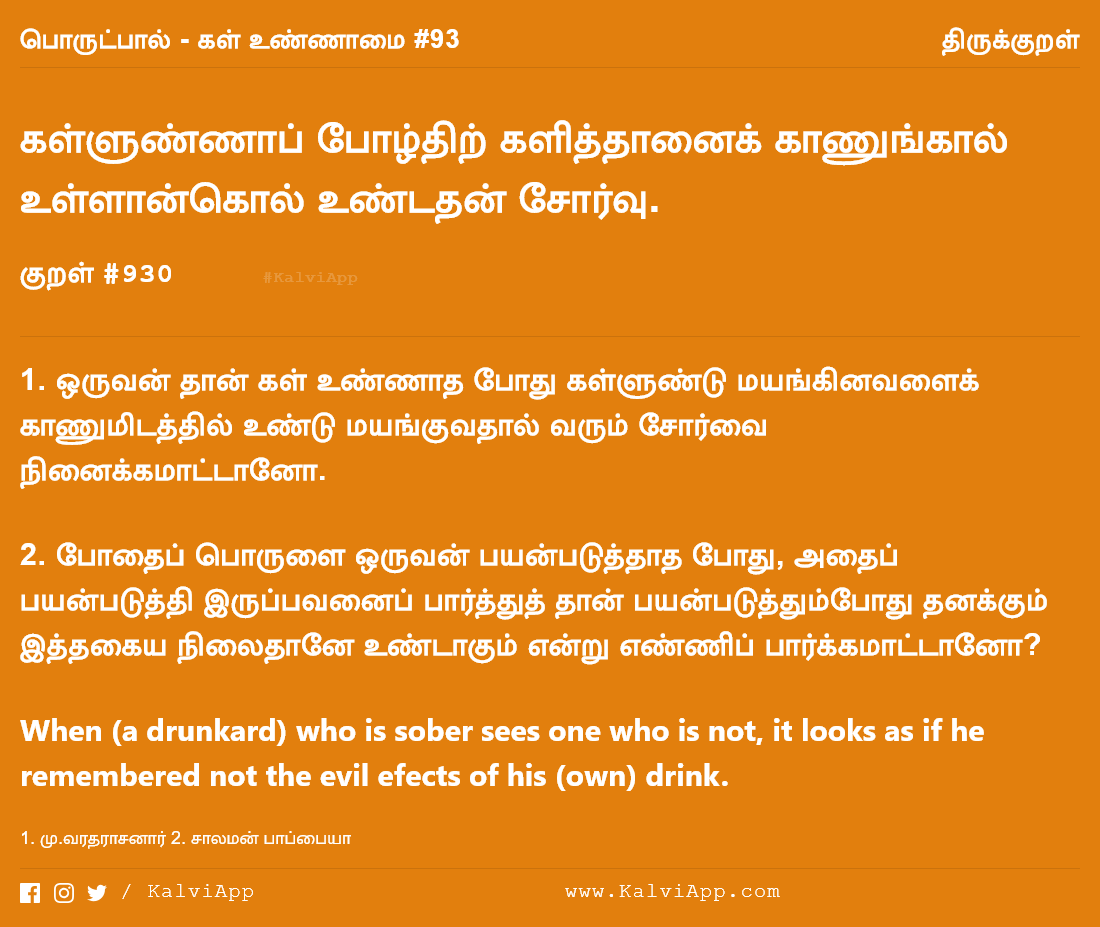 பொருட்பால் - கள் உண்ணாமை #93
திருக்குறள்
கள்ளுண்ணாப் போழ்திற் களித்தானைக் காணுங்கால்
உள்ளான்கொல் உண்டதன் சோர்வு.
குறள் #930
#KalviApp
1. ஒருவன் தான் கள் உண்ணாத போது கள்ளுண்டு மயங்கினவளைக்
காணுமிடத்தில் உண்டு மயங்குவதால் வரும் சோர்வை
நினைக்கமாட்டானோ.
2. போதைப் பொருளை ஒருவன் பயன்படுத்தாத போது, அதைப்
பயன்படுத்தி இருப்பவனைப் பார்த்துத் தான் பயன்படுத்தும்போது தனக்கும்
இத்தகைய நிலைதானே உண்டாகும் என்று எண்ணிப் பார்க்கமாட்டானோ?
When (a drunkard) who is sober sees one who is not, it looks as if he
remembered not the evil efects of his (own) drink.
1. மு.வரதராசனார் 2. சாலமன் பாப்பையா
/ KalviApp
www.KalviApp.com